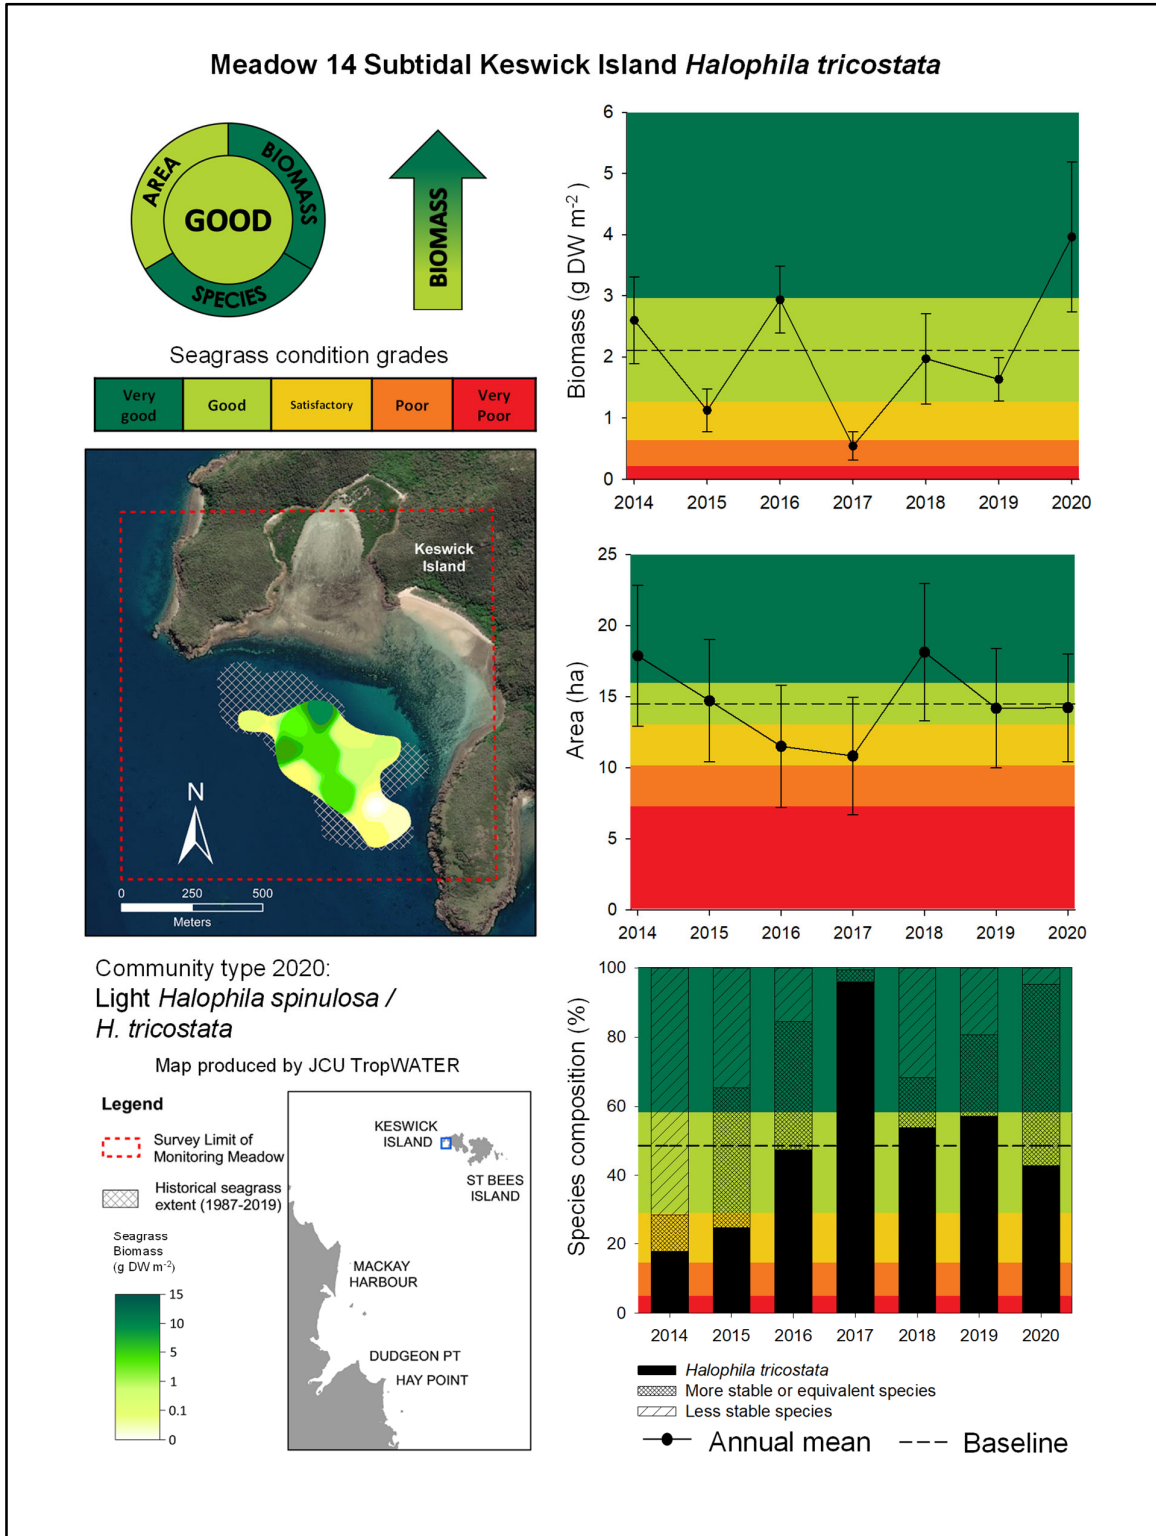 Meadow 14 Subtidal Keswick Island Halophila tricostata
AREA
BIOMASS
SPECIES
GOOD
BIOMASS
Seagrass condition grades
Very good
Good
Satisfactory
Poor
Very Poor
Keswick
Island
N
0 250 500
Meters
Community type 2020:
Light Halophila spinulosa /
H. tricostata
Map produced by JCU TropWATER
Legend
Survey Limit of
Monitoring Meadow
Historical seagrass
extent (1987-2019)
Seagrass
Biomass
(g DW m-2)
15
10
5
1
0.1
0
KESWICK
ISLAND
ST BEES
ISLAND
MACKAY
HARBOUR
DUDGEON PT
HAY POINT
Biomass (g DW m-2)
6
5
4
3
2
1
0
2014 2015 2016 2017 2018 2019 2020
Area (ha)
25
20
15
10
5
0
2014 2015 2016 2017 2018 2019 2020
Species composition (%)
100
80
60
40
20
0
2014 2015 2016 2017 2018 2019 2020
Halophila tricostata
More stable or equivalent species
Less stable species
Annual mean
Baseline